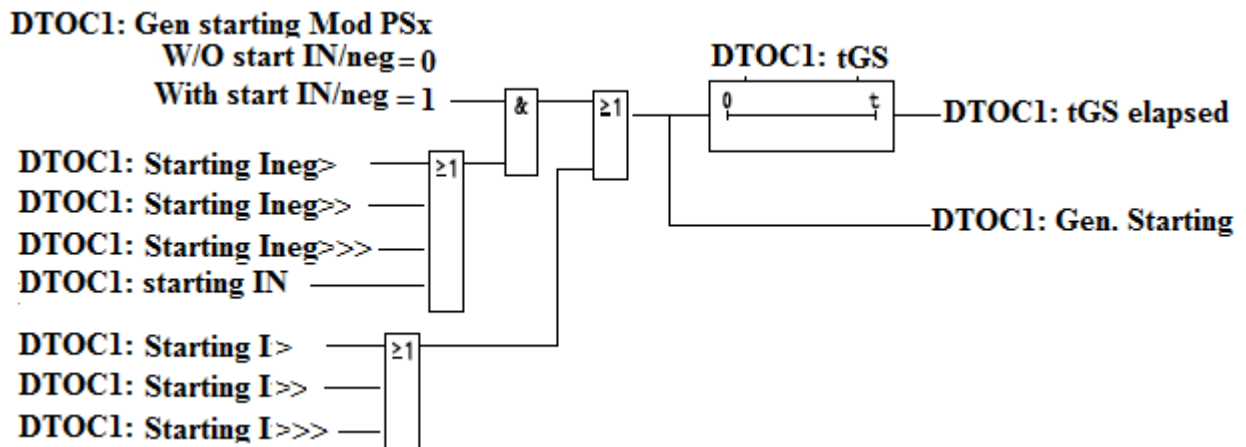 DTOC1: Gen starting Mod PSx
W/O start IN/neg = 0
With start IN/neg = 1
&
≥1
DTOC1: tGS
0 t
DTOC1: tGS elapsed
DTOC1: Starting Ineg>
DTOC1: Starting Ineg>>
DTOC1: Starting Ineg>>>
DTOC1: starting IN
≥1
DTOC1: Gen. Starting
DTOC1: Starting I>
DTOC1: Starting I>>
DTOC1: Starting I>>>
≥1